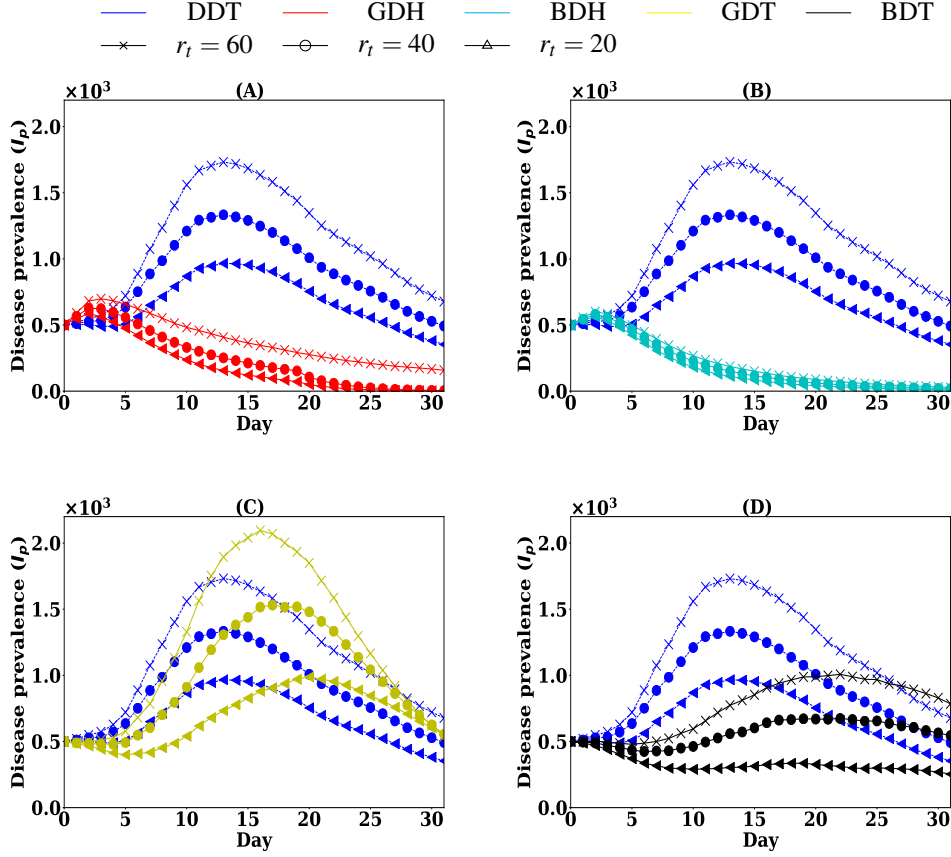 DDT GDH BDH GDT BDT
r_t = 60 r_t = 40 r_t = 20
×10³ (A)
Disease prevalence (I_p)
2.0
1.5
1.0
0.5
0.0
0 5 10 15 20 25 30
Day
×10³ (B)
Disease prevalence (I_p)
2.0
1.5
1.0
0.5
0.0
0 5 10 15 20 25 30
Day
×10³ (C)
Disease prevalence (I_p)
2.0
1.5
1.0
0.5
0.0
0 5 10 15 20 25 30
Day
×10³ (D)
Disease prevalence (I_p)
2.0
1.5
1.0
0.5
0.0
0 5 10 15 20 25 30
Day